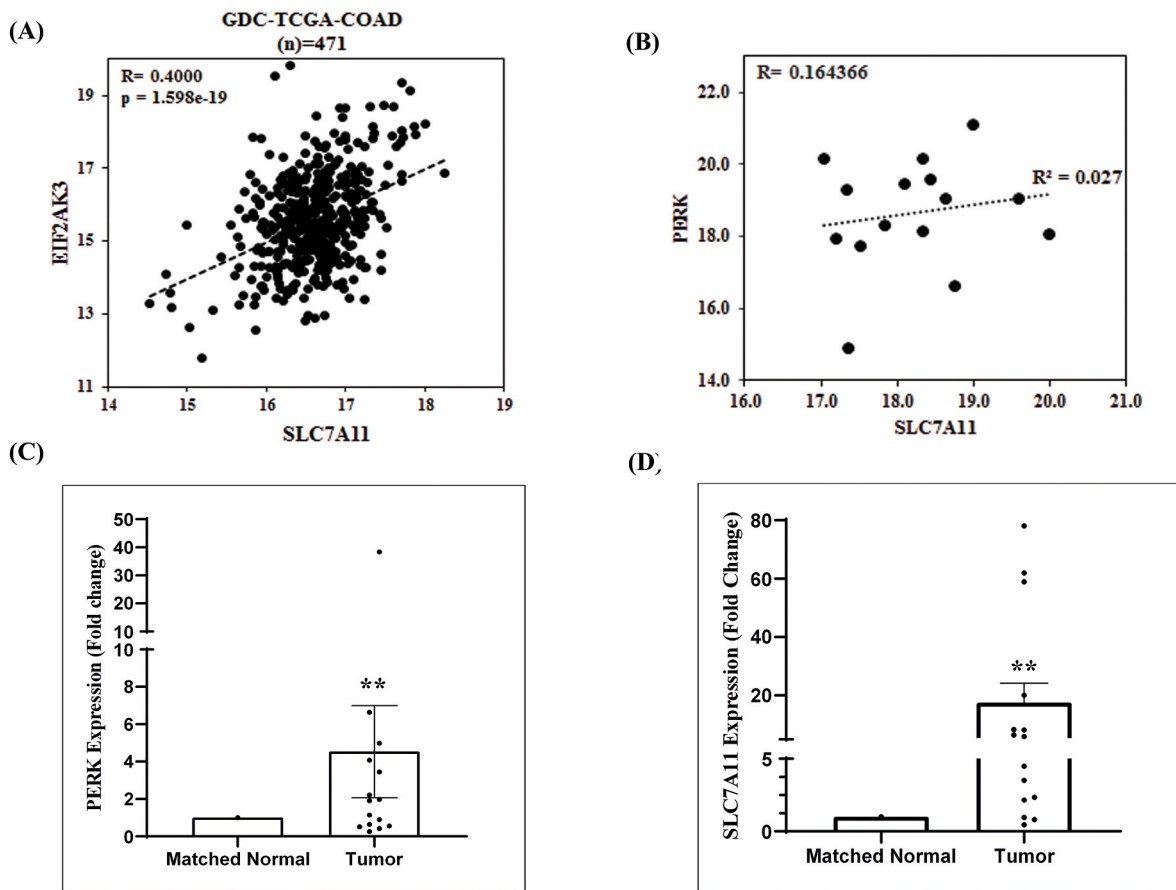 (A)
GDC-TCGA-COAD
(n)=471
R= 0.4000
p = 1.598e-19
EIF2AK3
19
17
15
13
11
14 15 16 17 18 19
SLC7A11
(B)
R= 0.164366
R² = 0.027
PERK
22.0
20.0
18.0
16.0
14.0
16.0 17.0 18.0 19.0 20.0 21.0
SLC7A11
(C)
PERK Expression (Fold change)
50
40
30
20
10
10
8
6
4
2
0
**
Matched Normal Tumor
(D)
SLC7A11 Expression (Fold Change)
80
60
40
20
5
0
**
Matched Normal Tumor